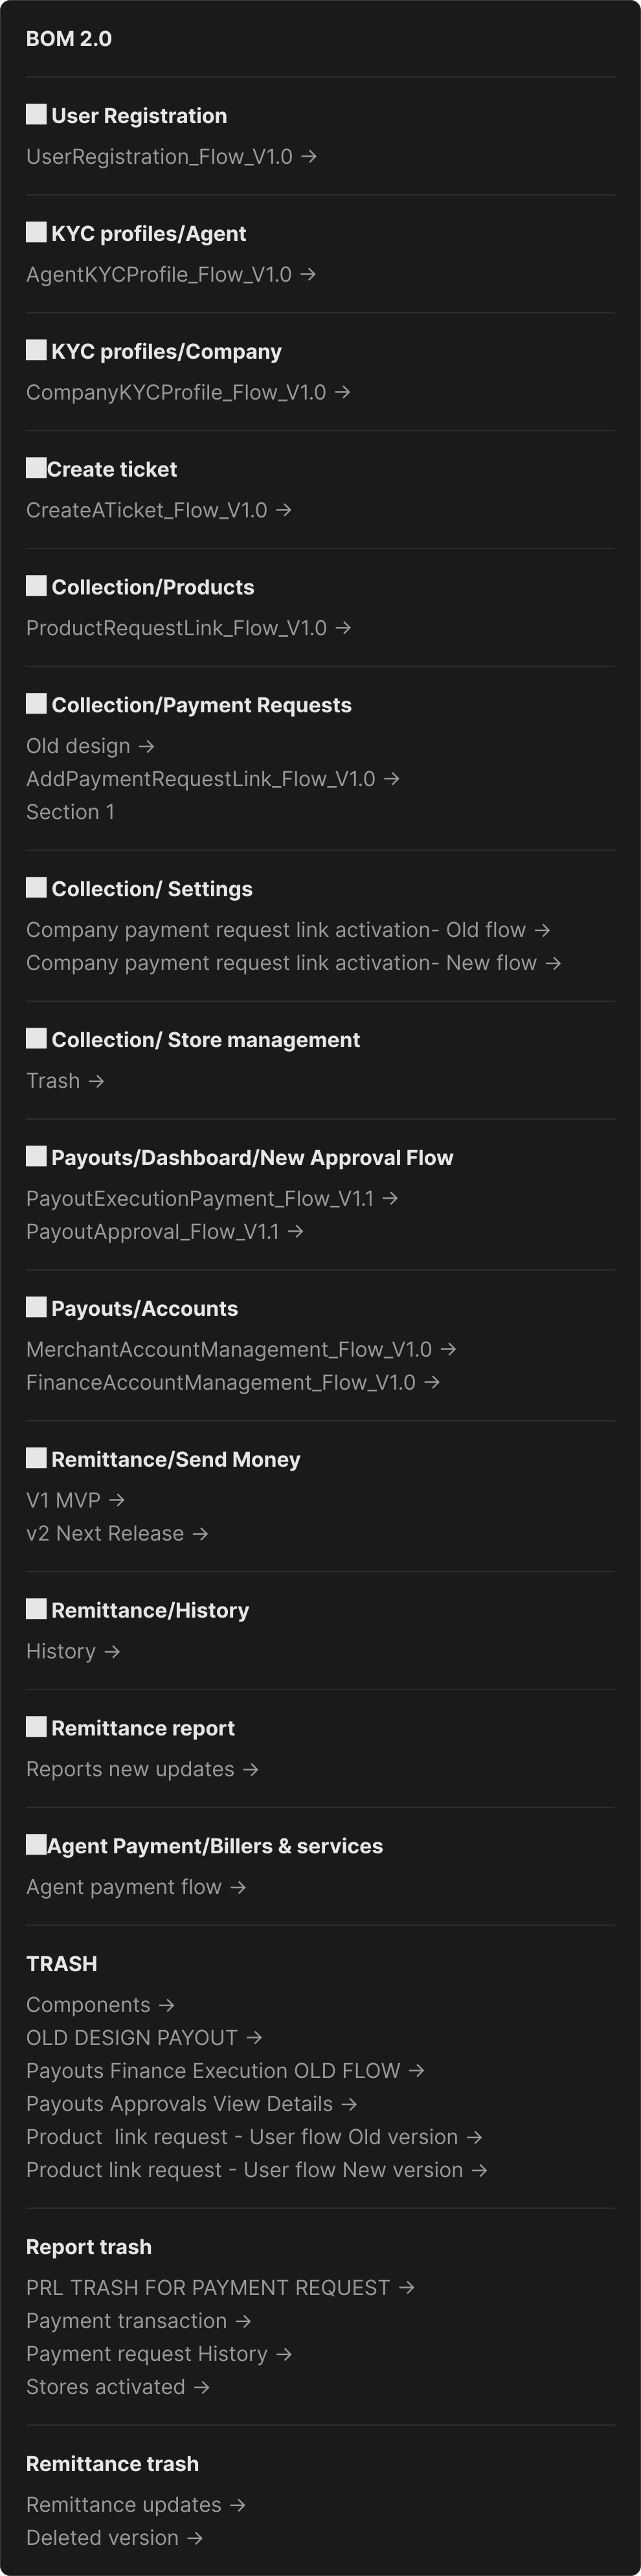 BOM 2.0
User Registration
UserRegistration_Flow_V1.0 →
KYC profiles/Agent
AgentKYCProfile_Flow_V1.0 →
KYC profiles/Company
CompanyKYCProfile_Flow_V1.0 →
Create ticket
CreateATicket_Flow_V1.0 →
Collection/Products
ProductRequestLink_Flow_V1.0 →
Collection/Payment Requests
Old design →
AddPaymentRequestLink_Flow_V1.0 →
Section 1
Collection/ Settings
Company payment request link activation- Old flow →
Company payment request link activation- New flow →
Collection/ Store management
Trash →
Payouts/Dashboard/New Approval Flow
PayoutExecutionPayment_Flow_V1.1 →
PayoutApproval_Flow_V1.1 →
Payouts/Accounts
MerchantAccountManagement_Flow_V1.0 →
FinanceAccountManagement_Flow_V1.0 →
Remittance/Send Money
V1 MVP →
v2 Next Release →
Remittance/History
History →
Remittance report
Reports new updates →
Agent Payment/Billers & services
Agent payment flow →
TRASH
Components →
OLD DESIGN PAYOUT →
Payouts Finance Execution OLD FLOW →
Payouts Approvals View Details →
Product  link request - User flow Old version →
Product link request - User flow New version →
Report trash
PRL TRASH FOR PAYMENT REQUEST →
Payment transaction →
Payment request History →
Stores activated →
Remittance trash
Remittance updates →
Deleted version →